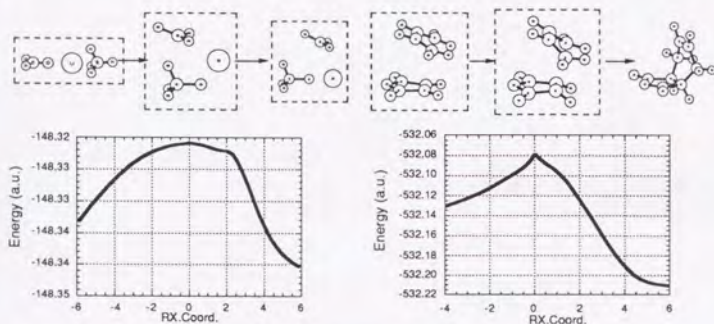 -148.32
-148.33
-148.33
-148.34
-148.34
-148.35
Energy (a.u.)
-6 -4 -2 0 2 4 6
RX.Coord.
-532.06
-532.08
-532.10
-532.12
-532.14
-532.16
-532.18
-532.20
-532.22
Energy (a.u.)
-4 -2 0 2 4 6
RX.Coord.